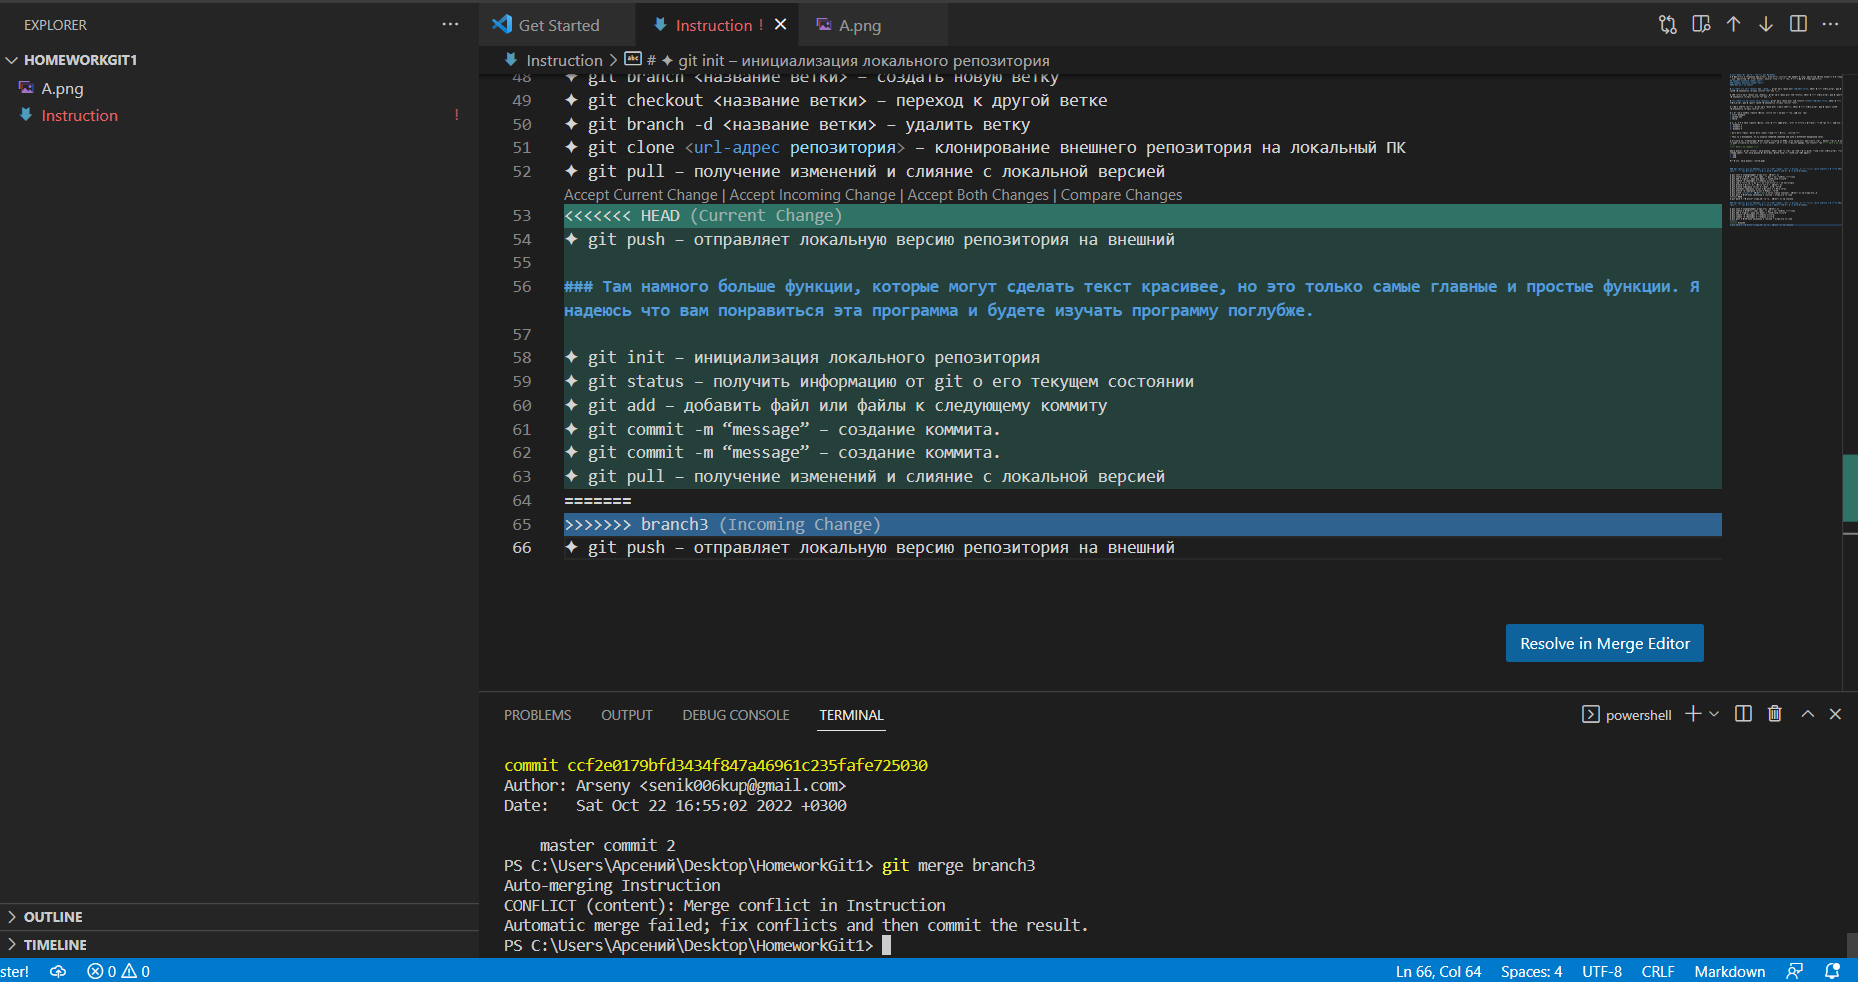 EXPLORER
Get Started
Instruction !
A.png
HOMEWORKGIT1
A.png
Instruction !
Instruction > # ✦ git init – инициализация локального репозитория
48 ✦ git branch <название ветки> – создать новую ветку
49 ✦ git checkout <название ветки> – переход к другой ветке
50 ✦ git branch -d <название ветки> – удалить ветку
51 ✦ git clone <url-адрес репозитория> – клонирование внешнего репозитория на локальный ПК
52 ✦ git pull – получение изменений и слияние с локальной версией
Accept Current Change | Accept Incoming Change | Accept Both Changes | Compare Changes
53 <<<<<<< HEAD (Current Change)
54 ✦ git push – отправляет локальную версию репозитория на внешний
55
56 ### Там намного больше функции, которые могут сделать текст красивее, но это только самые главные и простые функции. Я
надеюсь что вам понравиться эта программа и будете изучать программу поглубже.
57
58 ✦ git init – инициализация локального репозитория
59 ✦ git status – получить информацию от git о его текущем состоянии
60 ✦ git add – добавить файл или файлы к следующему коммиту
61 ✦ git commit -m “message” – создание коммита.
62 ✦ git commit -m “message” – создание коммита.
63 ✦ git pull – получение изменений и слияние с локальной версией
64 =======
65 >>>>>>> branch3 (Incoming Change)
66 ✦ git push – отправляет локальную версию репозитория на внешний
Resolve in Merge Editor
PROBLEMS OUTPUT DEBUG CONSOLE TERMINAL
powershell
commit ccf2e0179bfd3434f847a46961c235fafe725030
Author: Arseny <senik006kup@gmail.com>
Date: Sat Oct 22 16:55:02 2022 +0300
master commit 2
PS C:\Users\Арсений\Desktop\HomeworkGit1> git merge branch3
Auto-merging Instruction
CONFLICT (content): Merge conflict in Instruction
Automatic merge failed; fix conflicts and then commit the result.
PS C:\Users\Арсений\Desktop\HomeworkGit1>
OUTLINE
TIMELINE
ster! 0 0
Ln 66, Col 64 Spaces: 4 UTF-8 CRLF Markdown